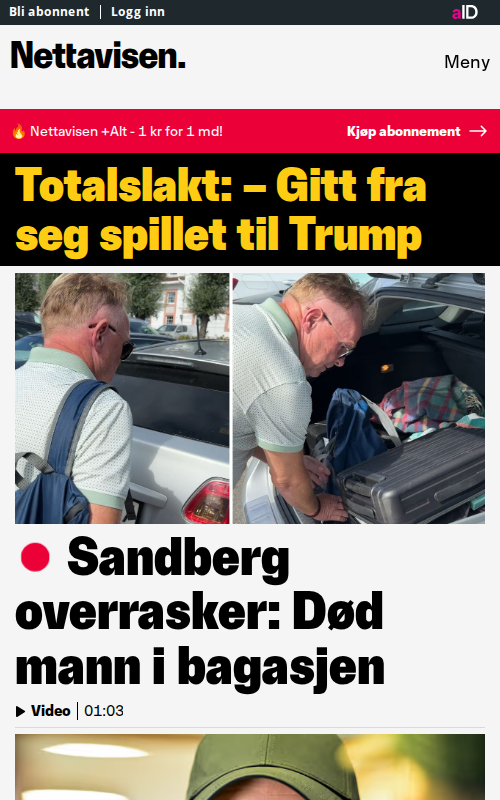 Bli abonnent
Logg inn
aID
Nettavisen.
Meny
🔥 Nettavisen +Alt - 1 kr for 1 md!
Kjøp abonnement →
Totalslakt: – Gitt fra
seg spillet til Trump
Sandberg
overrasker: Død
mann i bagasjen
Video
01:03